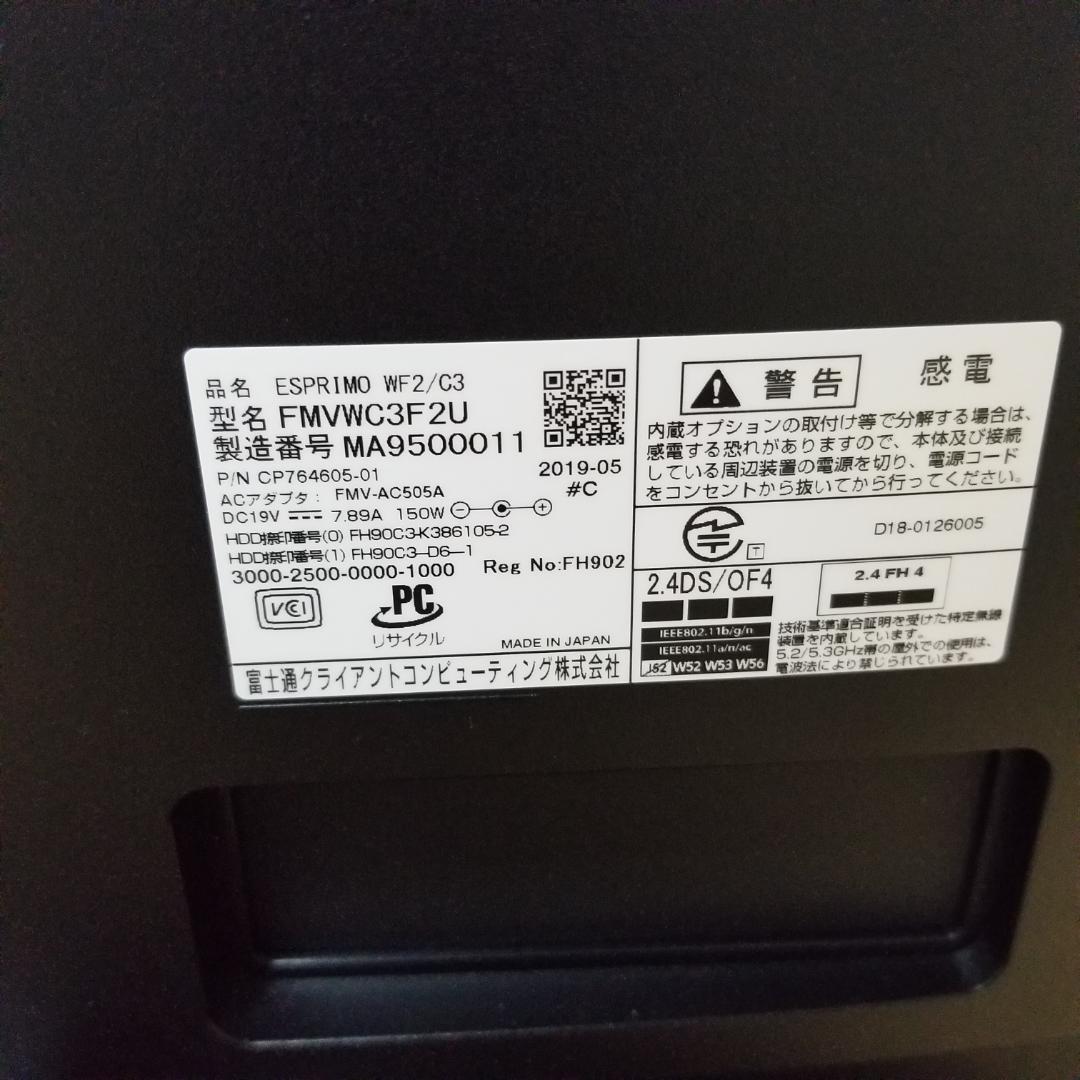 品名 ESPRIMO WF2/C3
型名 FMVWC3F2U
製造番号 MA9500011
P/N CP764605-01
2019-05
ACアダプタ: FMV-AC505A
#C
DC19V 7.89A 150W
HDD捺印番号(0) FH90C3-K386105-2
HDD捺印番号(1) FH90C3-D6-1
3000-2500-0000-1000
Reg No:FH902
VCCI
PC
リサイクル
MADE IN JAPAN
富士通クライアントコンピューティング株式会社
警告
感電
内蔵オプションの取付け等で分解する場合は、
感電する恐れがありますので、本体及び接続
している周辺装置の電源を切り、電源コード
をコンセントから抜いてから行ってください。
T
D18-0126005
2.4DS/OF4
IEEE802.11b/g/n
IEEE802.11a/n/ac
J52 W52 W53 W56
2.4 FH 4
技術基準適合証明を受けた特定無線
装置を内蔵しています。
5.2/5.3GHz帯の屋外での使用は、
電波法により禁じられています。